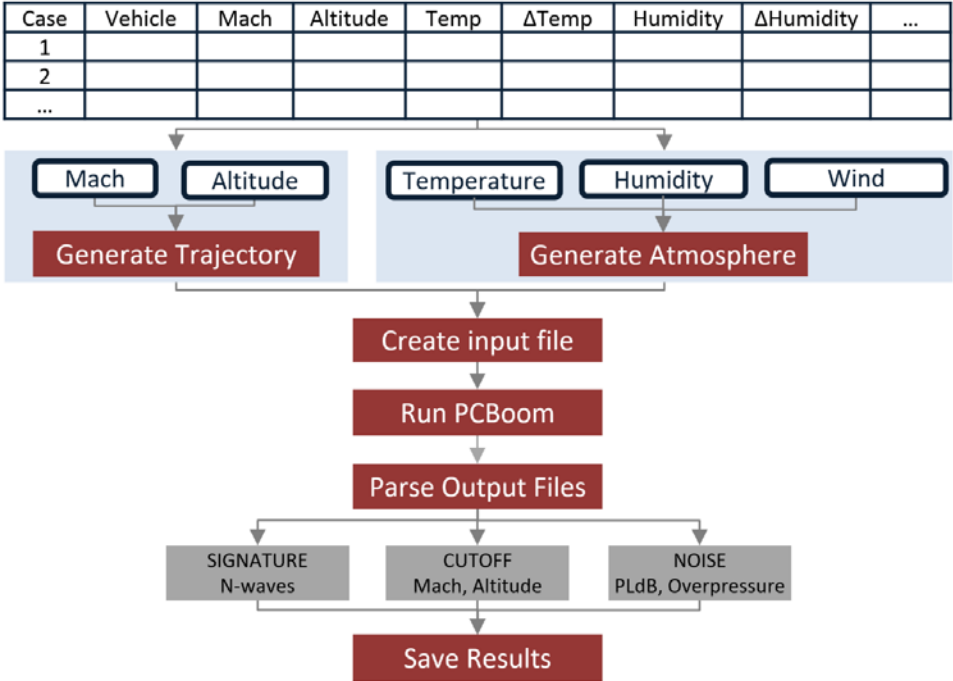 Case Vehicle Mach Altitude Temp ΔTemp Humidity ΔHumidity ...
1
2
...
Mach Altitude Temperature Humidity Wind
Generate Trajectory Generate Atmosphere
Create input file
Run PCBoom
Parse Output Files
SIGNATURE CUTOFF NOISE
N-waves Mach, Altitude PLdB, Overpressure
Save Results